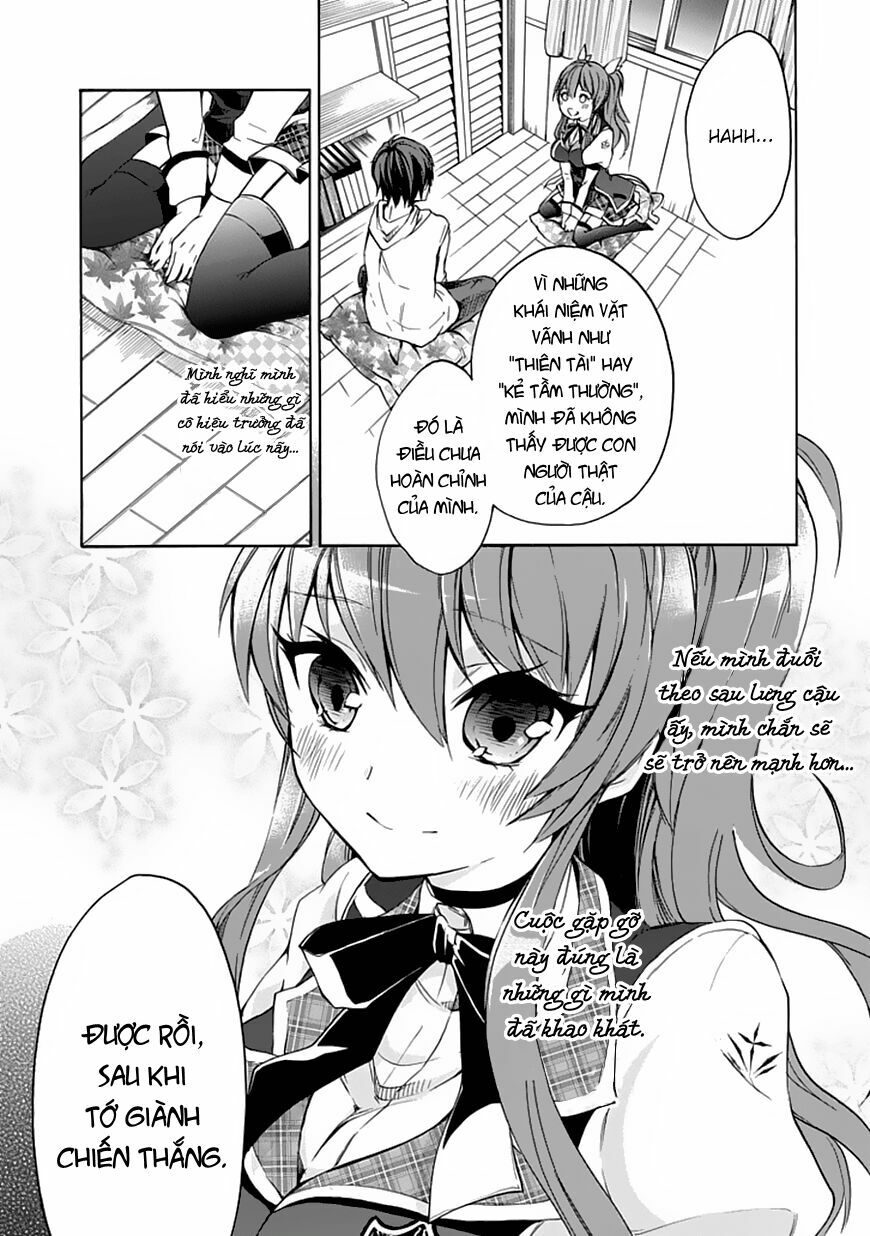 HAHH...
VÌ NHỮNG
KHÁI NIỆM VẶT
VÃNH NHƯ
"THIÊN TÀI" HAY
"KẺ TẦM THƯỜNG",
MÌNH ĐÃ KHÔNG
THẤY ĐƯỢC CON
NGƯỜI THẬT
CỦA CẬU.
ĐÓ LÀ
ĐIỀU CHƯA
HOÀN CHỈNH
CỦA MÌNH.
Mình nghĩ mình
đã hiểu những gì
cô hiệu trưởng đã
nói vào lúc nãy...
Nếu mình đuổi
theo sau lưng cậu
ấy, mình chắn sẽ
sẽ trở nên mạnh hơn...
Cuộc gặp gỡ
này đúng là
những gì mình
đã khao khát.
ĐƯỢC RỒI,
SAU KHI
TỚ GIÀNH
CHIẾN THẮNG.